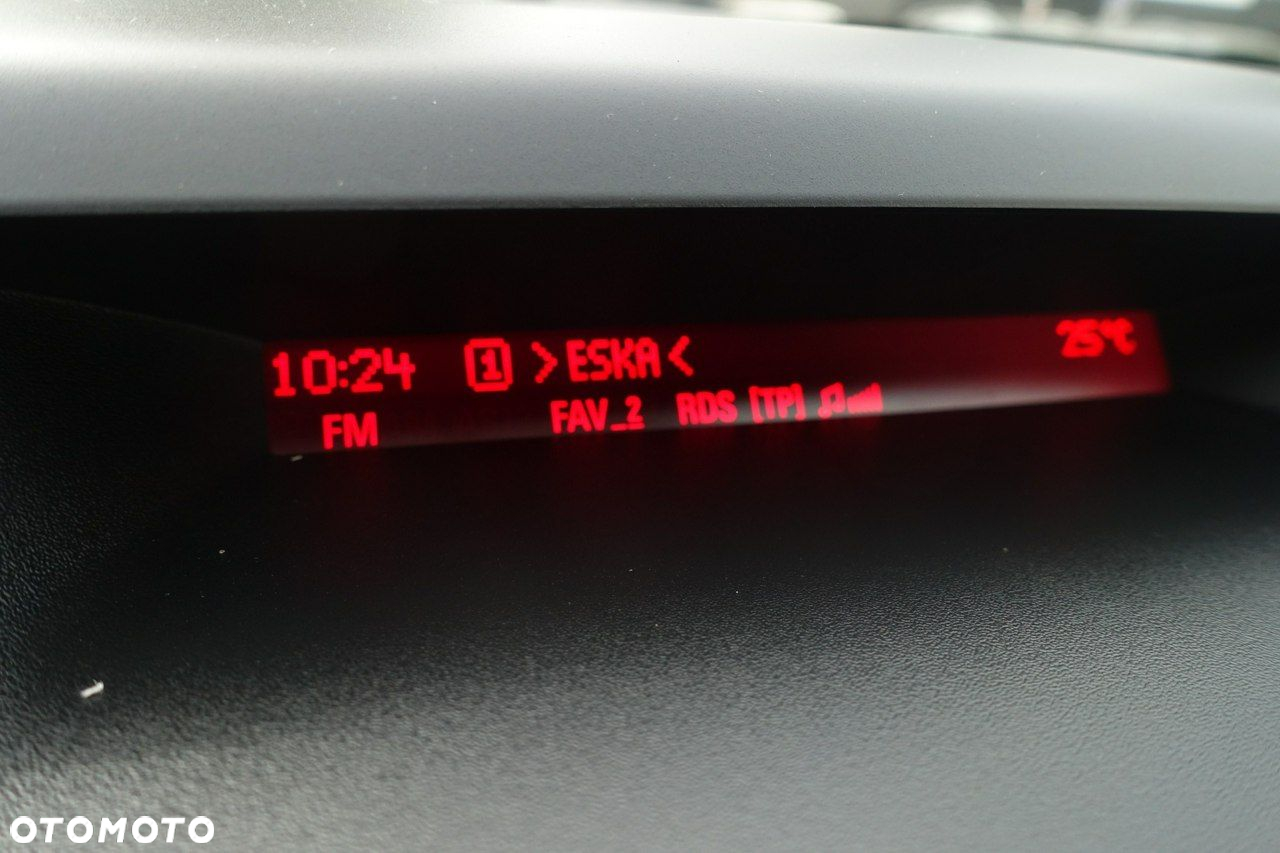 10:24 1 >ESKA< 25°C
FM FAV_2 RDS [TP]
OTOMOTO